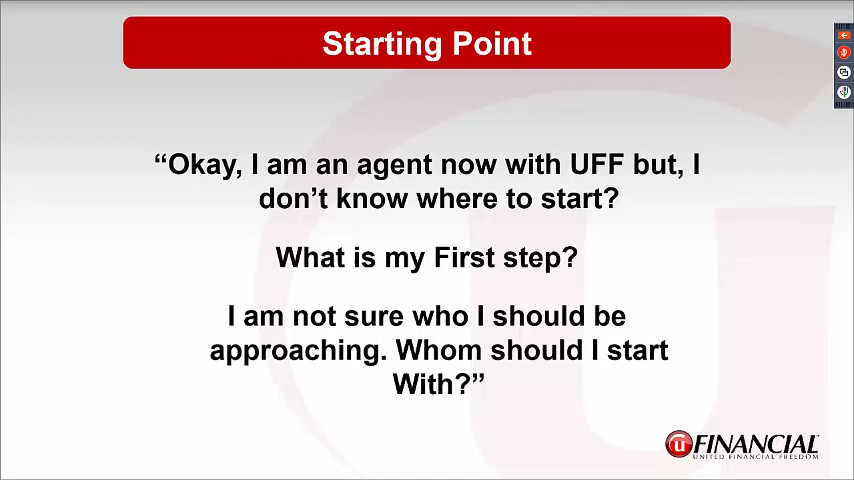 Starting Point
“Okay, I am an agent now with UFF but, I
don’t know where to start?
What is my First step?
I am not sure who I should be
approaching. Whom should I start
With?”
u FINANCIAL
UNITED FINANCIAL FREEDOM